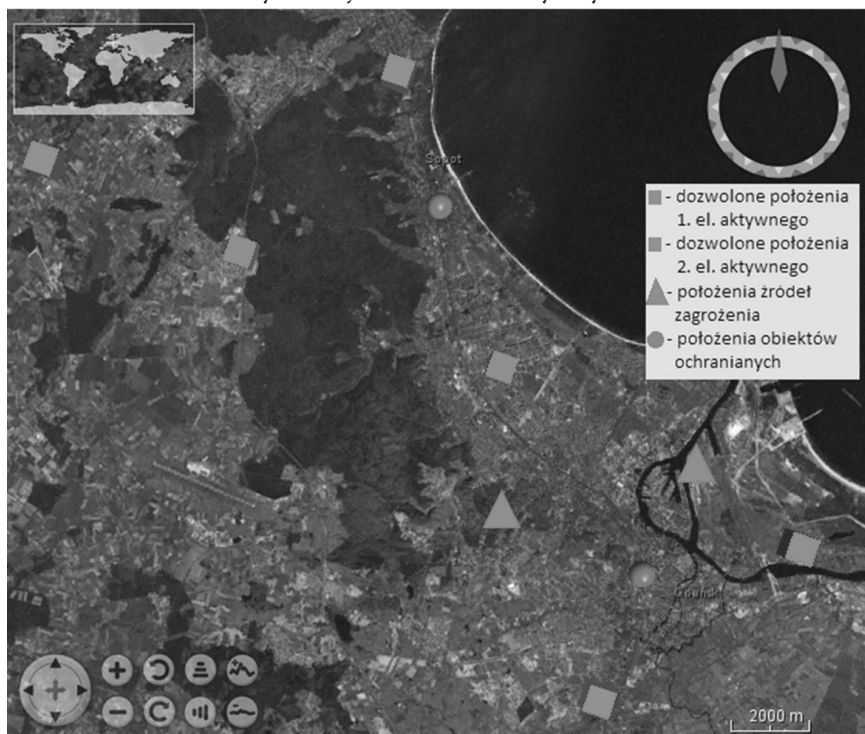 Sopot
- dozwolone położenia
1. el. aktywnego
- dozwolone położenia
2. el. aktywnego
- położenia źródeł
zagrożenia
- położenia obiektów
ochranianych
Gdańsk
2000 m